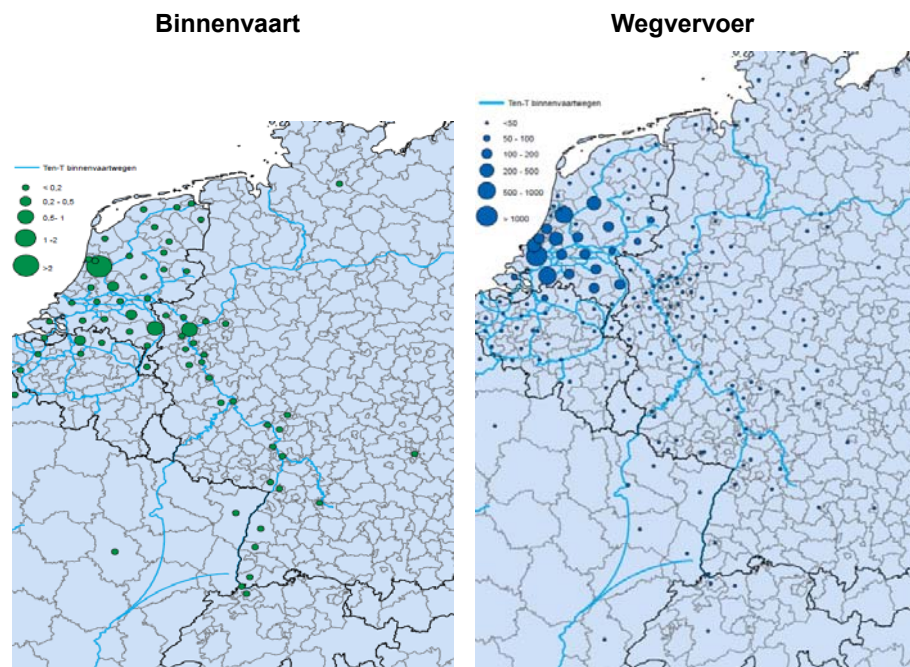 Binnenvaart
Wegvervoer
Ten-T binnenvaartwegen
< 0,2
0,2 - 0,5
0,5- 1
1 -2
>2
Ten-T binnenvaartwegen
<50
50 - 100
100 - 200
200 - 500
500 - 1000
> 1000